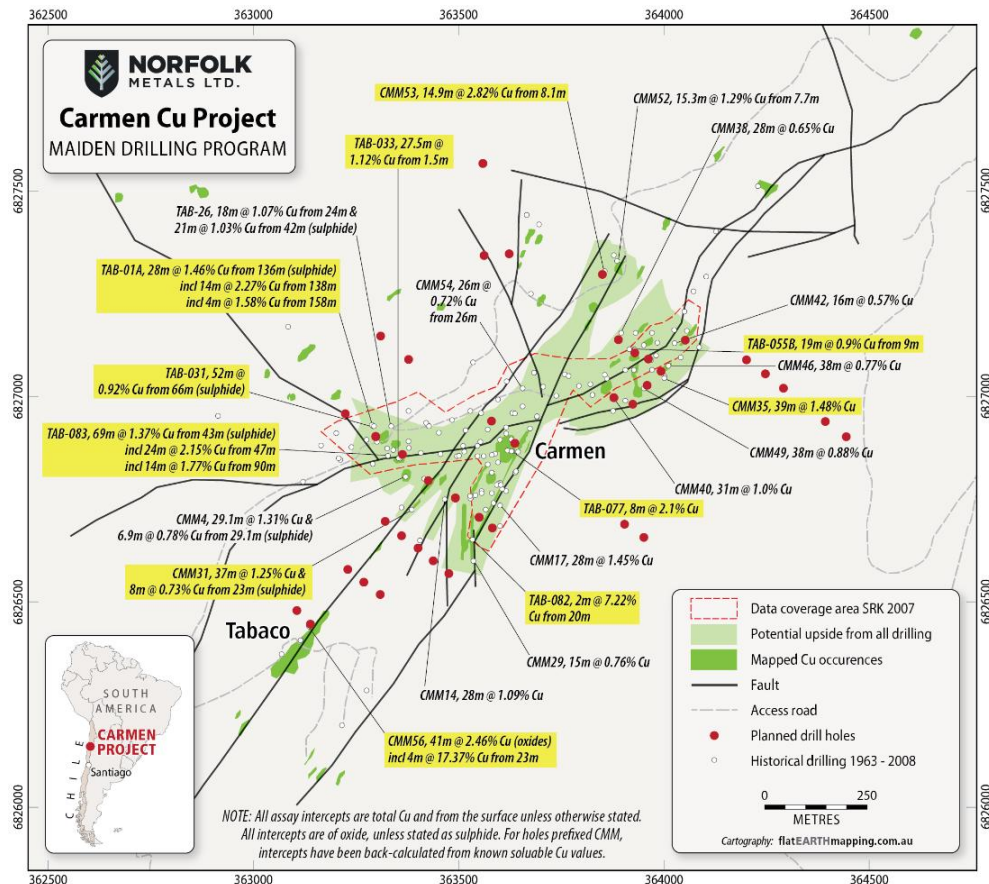 362500 363000 363500 364000 364500
NORFOLK
METALS LTD.
Carmen Cu Project
MAIDEN DRILLING PROGRAM
CMM53, 14.9m @ 2.82% Cu from 8.1m
CMM52, 15.3m @ 1.29% Cu from 7.7m
CMM38, 28m @ 0.65% Cu
TAB-033, 27.5m @
1.12% Cu from 1.5m
6827500
6827500
TAB-26, 18m @ 1.07% Cu from 24m &
21m @ 1.03% Cu from 42m (sulphide)
TAB-01A, 28m @ 1.46% Cu from 136m (sulphide)
incl 14m @ 2.27% Cu from 138m
incl 4m @ 1.58% Cu from 158m
CMM54, 26m @
0.72% Cu
from 26m
CMM42, 16m @ 0.57% Cu
TAB-055B, 19m @ 0.9% Cu from 9m
CMM46, 38m @ 0.77% Cu
TAB-031, 52m @
0.92% Cu from 66m (sulphide)
6827000
6827000
CMM35, 39m @ 1.48% Cu
TAB-083, 69m @ 1.37% Cu from 43m (sulphide)
incl 24m @ 2.15% Cu from 47m
incl 14m @ 1.77% Cu from 90m
Carmen
CMM49, 38m @ 0.88% Cu
CMM40, 31m @ 1.0% Cu
TAB-077, 8m @ 2.1% Cu
CMM4, 29.1m @ 1.31% Cu &
6.9m @ 0.78% Cu from 29.1m (sulphide)
CMM17, 28m @ 1.45% Cu
CMM31, 37m @ 1.25% Cu &
8m @ 0.73% Cu from 23m (sulphide)
TAB-082, 2m @ 7.22%
Cu from 20m
6826500
6826500
Tabaco
CMM29, 15m @ 0.76% Cu
CMM14, 28m @ 1.09% Cu
CMM56, 41m @ 2.46% Cu (oxides)
incl 4m @ 17.37% Cu from 23m
Data coverage area SRK 2007
Potential upside from all drilling
Mapped Cu occurences
Fault
Access road
Planned drill holes
Historical drilling 1963 - 2008
0 250
METRES
Cartography: flatEARTHmapping.com.au
SOUTH
AMERICA
CARMEN
PROJECT
Santiago
CHILE
6826000
6826000
NOTE: All assay intercepts are total Cu and from the surface unless otherwise stated.
All intercepts are of oxide, unless stated as sulphide. For holes prefixed CMM,
intercepts have been back-calculated from known soluable Cu values.
362500 363000 363500 364000 364500